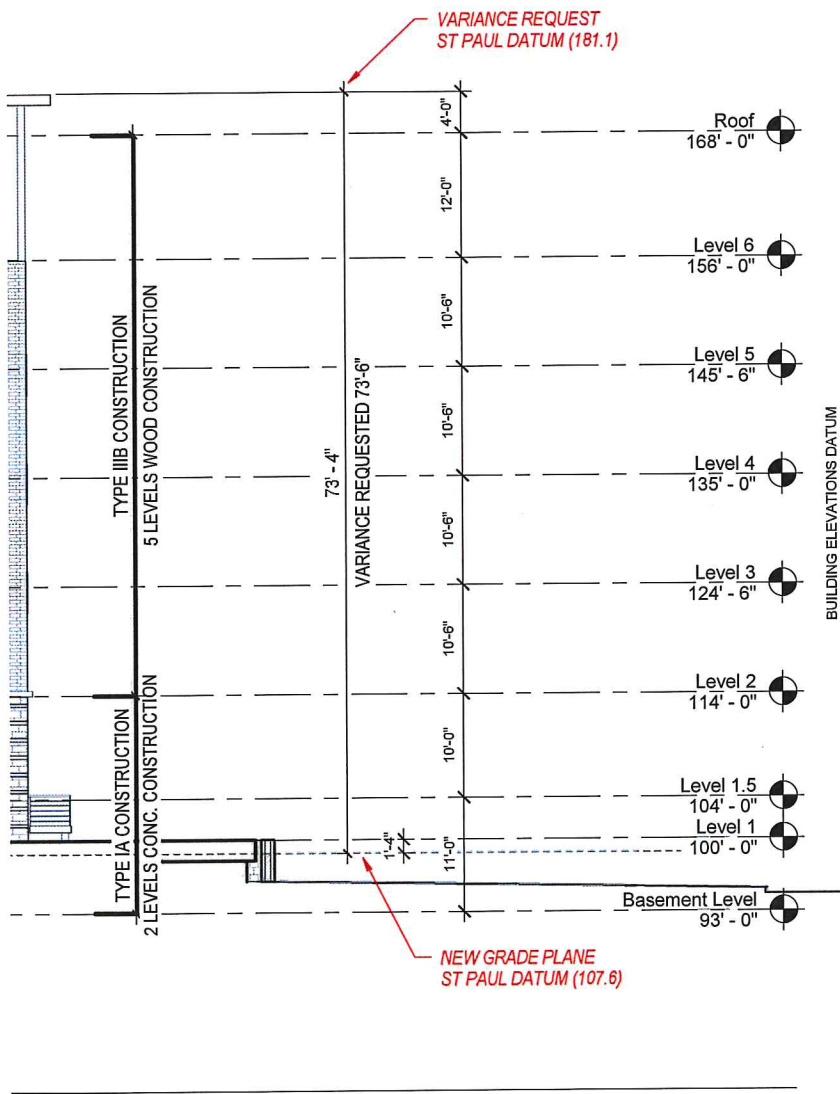 VARIANCE REQUEST
ST PAUL DATUM (181.1)
4'-0"
Roof
168' - 0"
12'-0"
Level 6
156' - 0"
10'-6"
Level 5
145' - 6"
10'-6"
Level 4
135' - 0"
10'-6"
Level 3
124' - 6"
10'-6"
Level 2
114' - 0"
10'-0"
Level 1.5
104' - 0"
Level 1
100' - 0"
1'-4"
11'-0"
Basement Level
93' - 0"
TYPE IIIB CONSTRUCTION
5 LEVELS WOOD CONSTRUCTION
73' - 4"
VARIANCE REQUESTED 73'-6"
TYPE IA CONSTRUCTION
2 LEVELS CONC. CONSTRUCTION
BUILDING ELEVATIONS DATUM
NEW GRADE PLANE
ST PAUL DATUM (107.6)